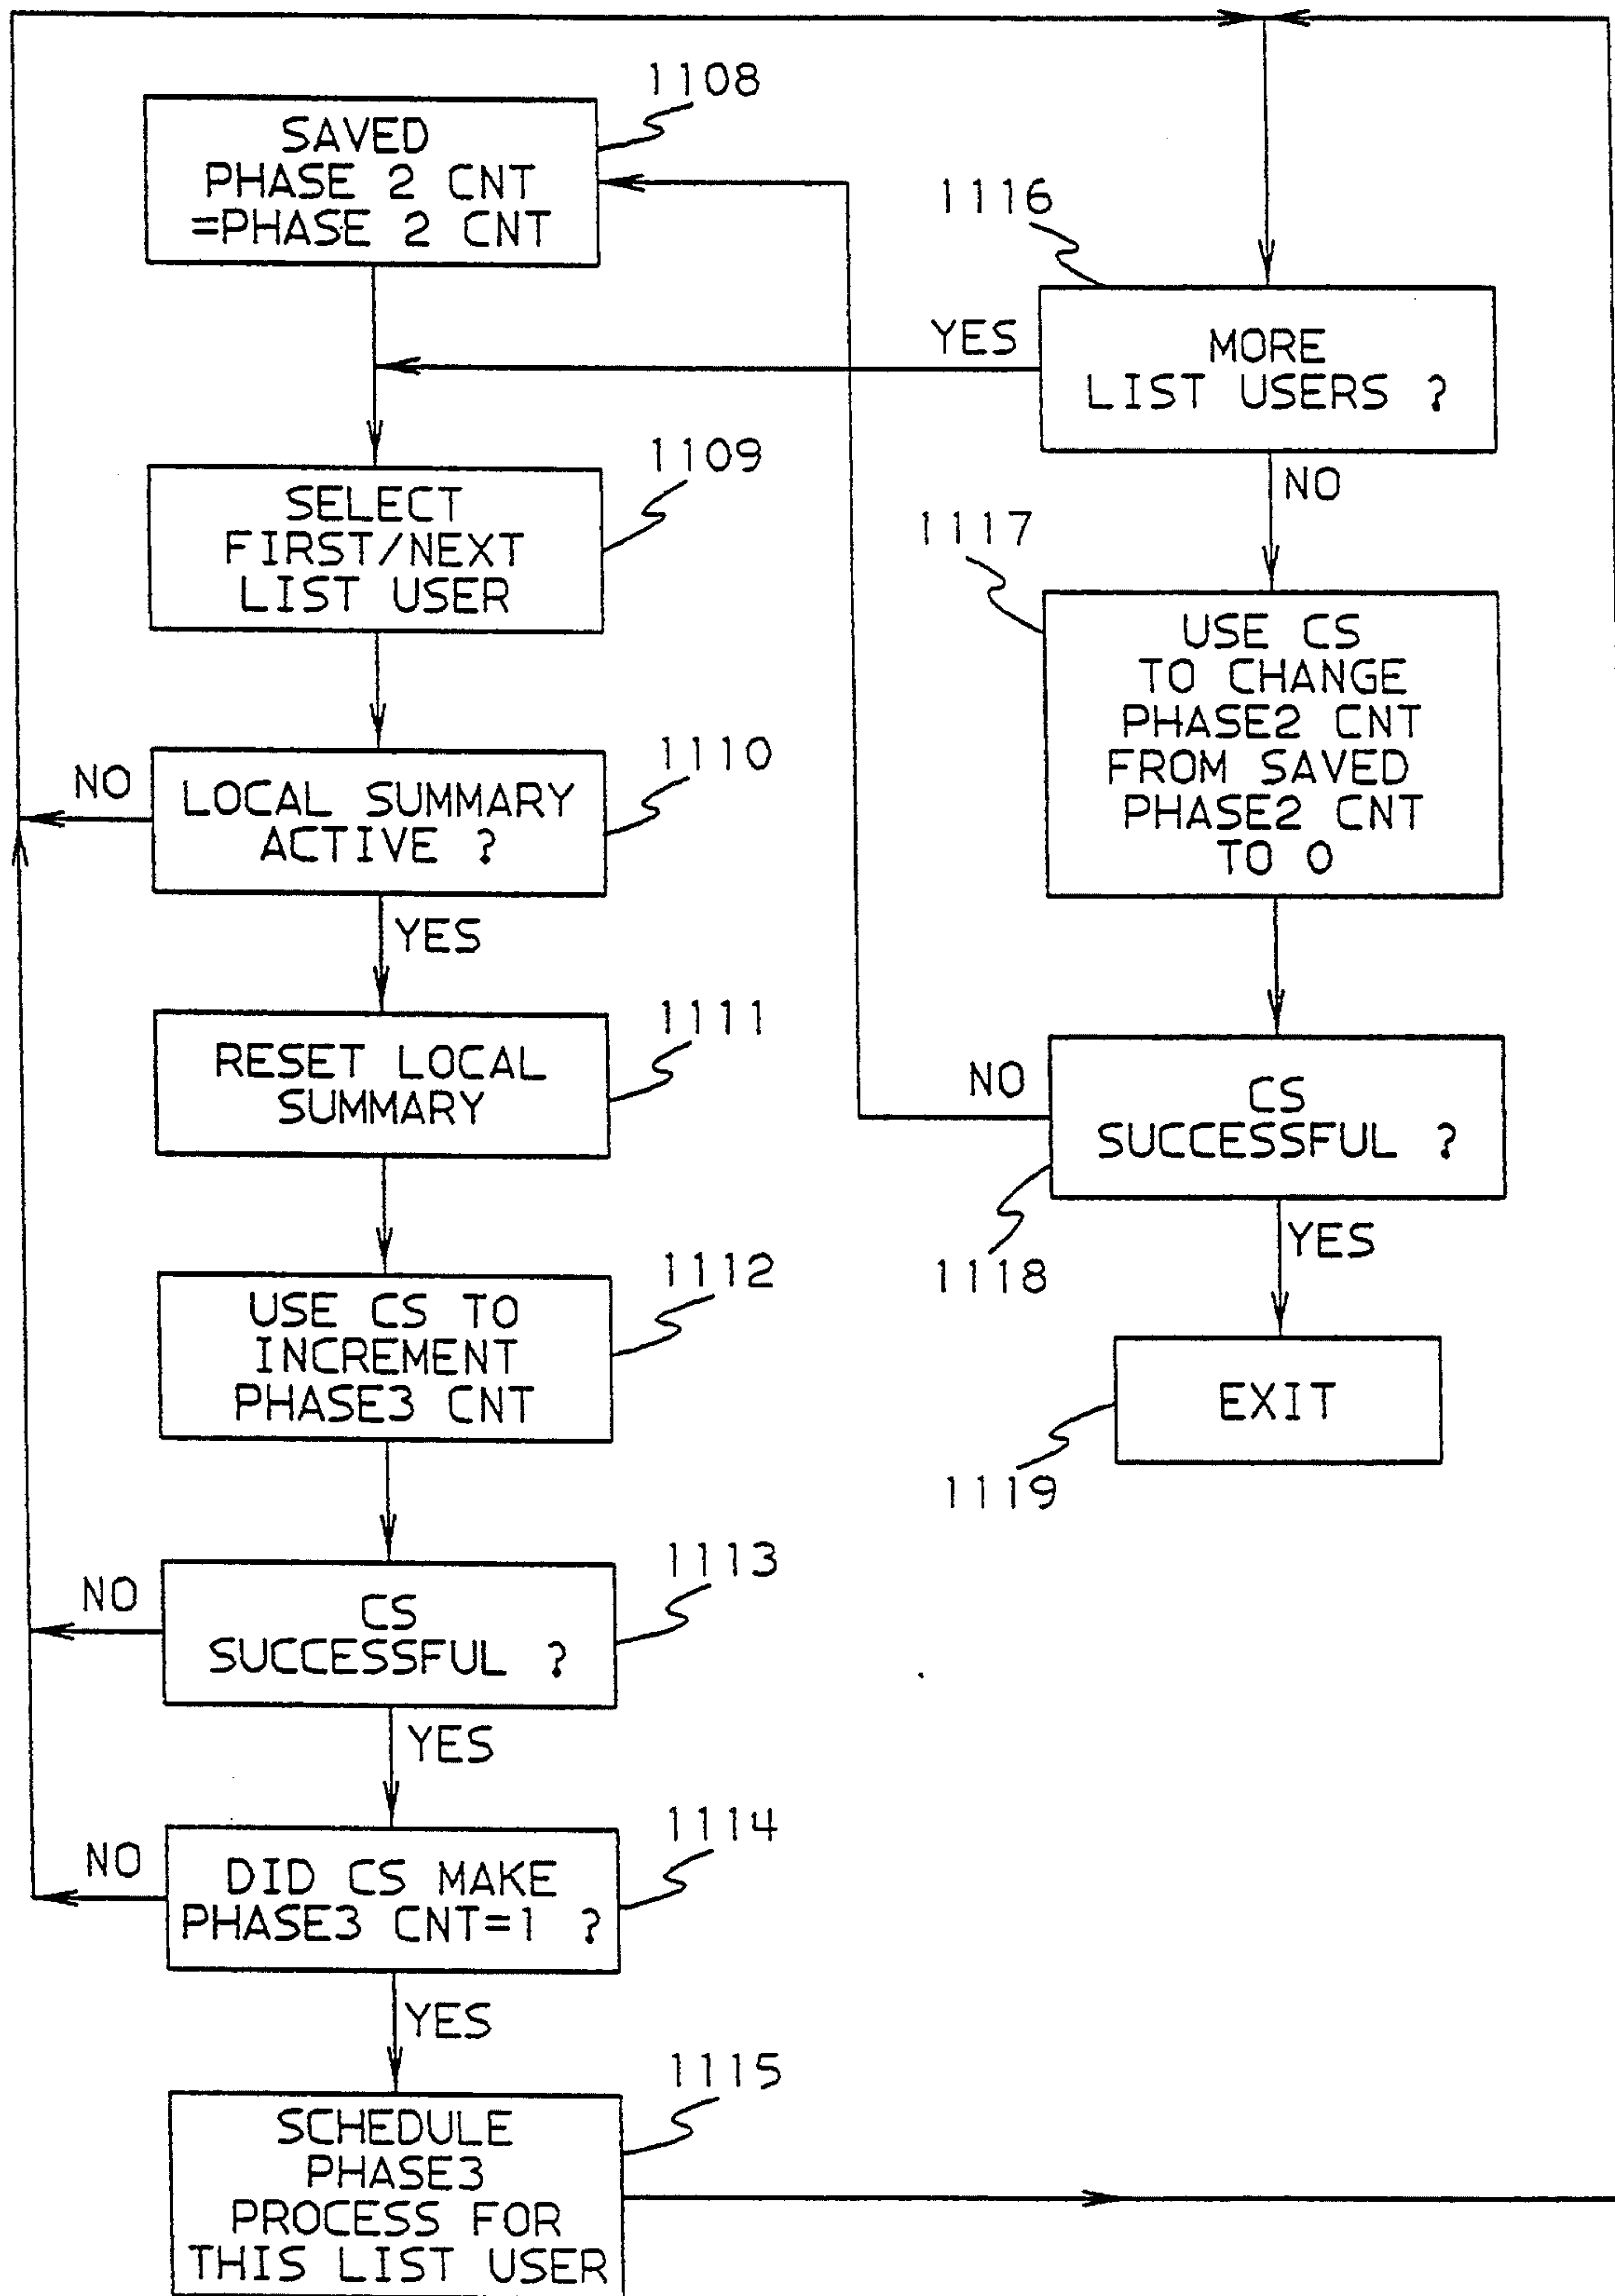 1108
SAVED
PHASE 2 CNT
=PHASE 2 CNT
1109
SELECT
FIRST/NEXT
LIST USER
1110
LOCAL SUMMARY
ACTIVE ?
NO
YES
1111
RESET LOCAL
SUMMARY
1112
USE CS TO
INCREMENT
PHASE3 CNT
1113
CS
SUCCESSFUL ?
NO
YES
1114
DID CS MAKE
PHASE3 CNT=1 ?
NO
YES
1115
SCHEDULE
PHASE3
PROCESS FOR
THIS LIST USER
1116
MORE
LIST USERS ?
YES
NO
1117
USE CS
TO CHANGE
PHASE2 CNT
FROM SAVED
PHASE2 CNT
TO 0
CS
SUCCESSFUL ?
NO
1118
YES
EXIT
1119